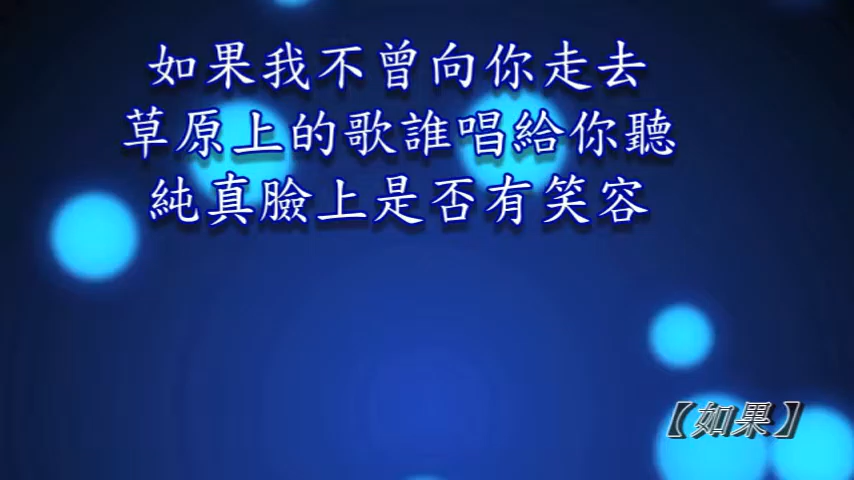 如果我不曾向你走去
草原上的歌誰唱給你聽
純真臉上是否有笑容
【如果】